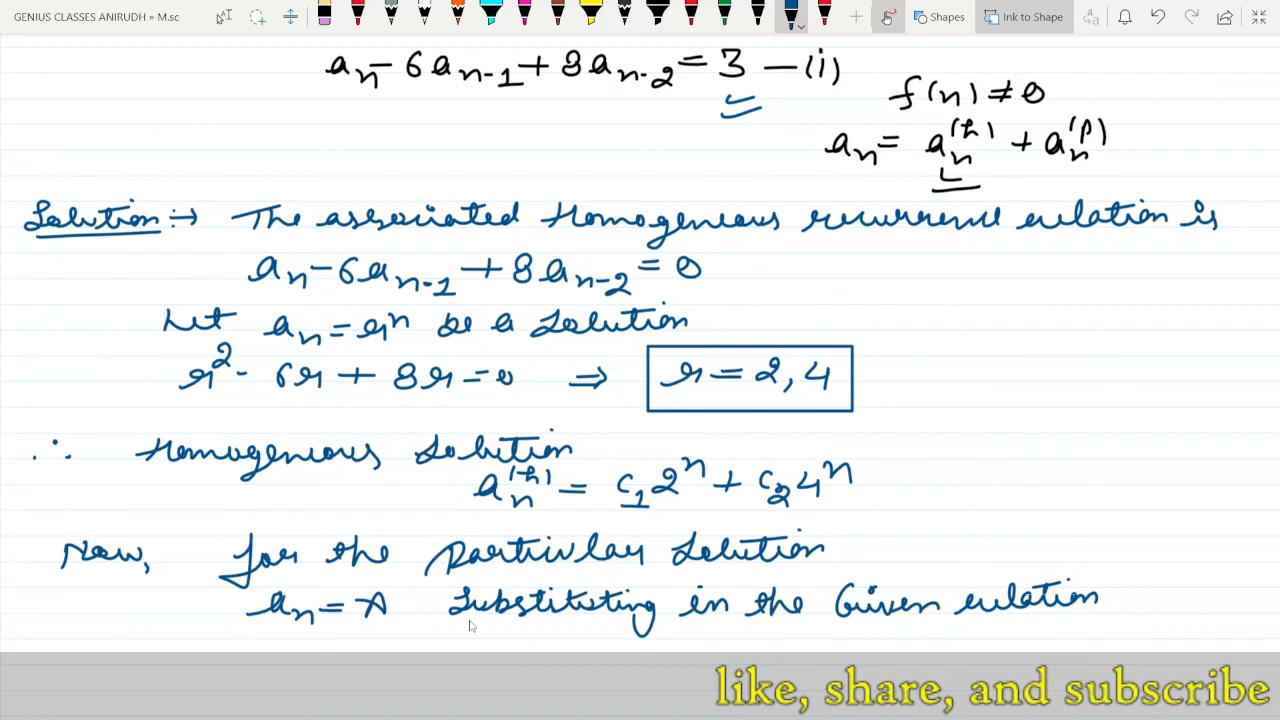 GENIUS CLASSES ANIRUDH » M.sc
Shapes
Ink to Shape
aₙ - 6aₙ₋₁ + 8aₙ₋₂ = 3 — (i)
f(n) ≠ 0
aₙ = aₙ⁽ʰ⁾ + aₙ⁽ᵖ⁾
Solution :→ The associated Homogeneous recurrence relation is
aₙ - 6aₙ₋₁ + 8aₙ₋₂ = 0
Let aₙ = rⁿ be a solution
r² - 6r + 8r = 0 ⇒ r = 2, 4
∴ Homogenious Solution
aₙ⁽ʰ⁾ = c₁2ⁿ + c₂4ⁿ
Now, for the particular solution
aₙ = A Substituting in the Given relation
like, share, and subscribe